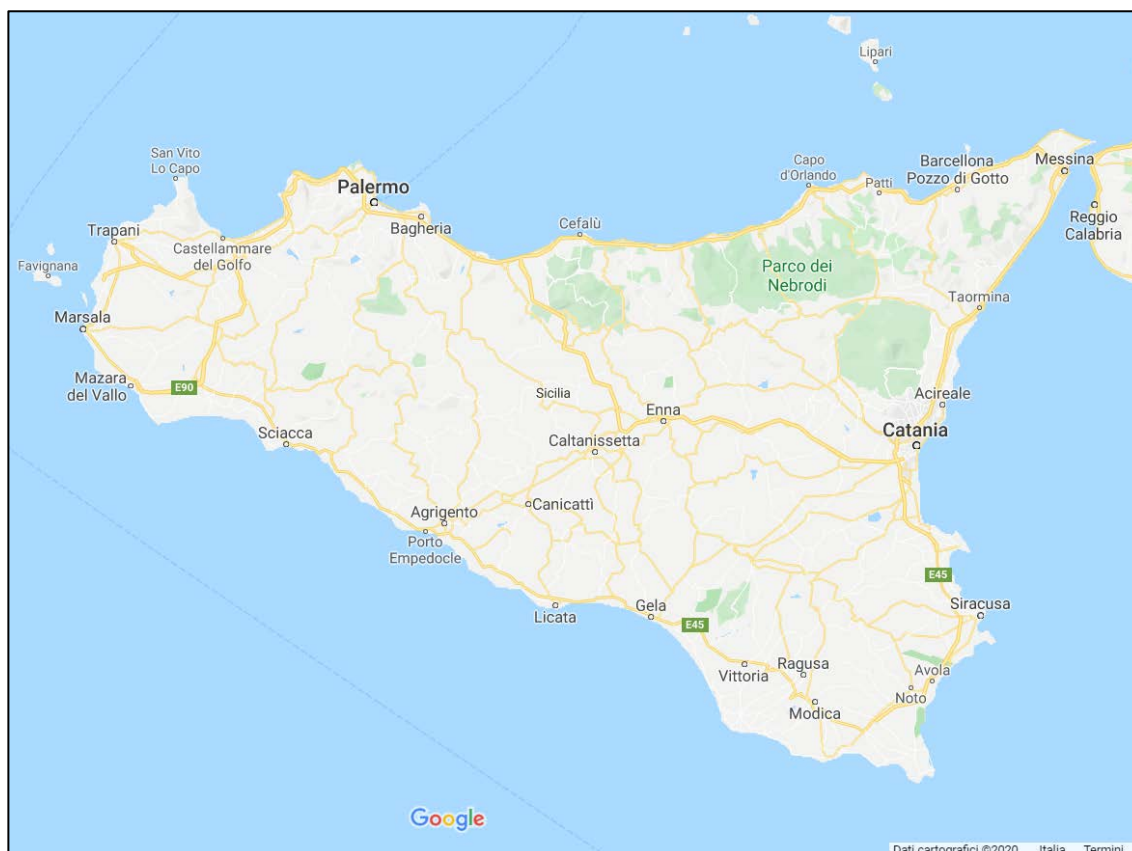 Lipari
San Vito
Lo Capo
Palermo
Bagheria
Cefalù
Capo
d'Orlando
Patti
Barcellona
Pozzo di Gotto
Messina
Reggio
Calabria
Trapani
Castellammare
del Golfo
Favignana
Parco dei
Nebrodi
Taormina
Marsala
Mazara
del Vallo
E90
Sicilia
Enna
Acireale
Sciacca
Caltanissetta
Catania
Canicattì
Agrigento
Porto
Empedocle
E45
Licata
Gela
E45
Siracusa
Vittoria
Ragusa
Modica
Avola
Noto
Google
Dati cartografici ©2020 Italia Termini